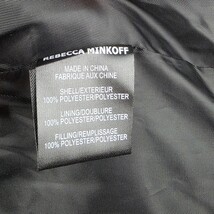 REBECCA MINKOFF
MADE IN CHINA
FABRIQUE AUX CHINE
SHELL/EXTERIEUR
100% POLYESTER/POLYESTER
LINING/DOUBLURE
100% POLYESTER/POLYESTER
FILLING/REMPLISSAGE
100% POLYESTER/POLYESTER